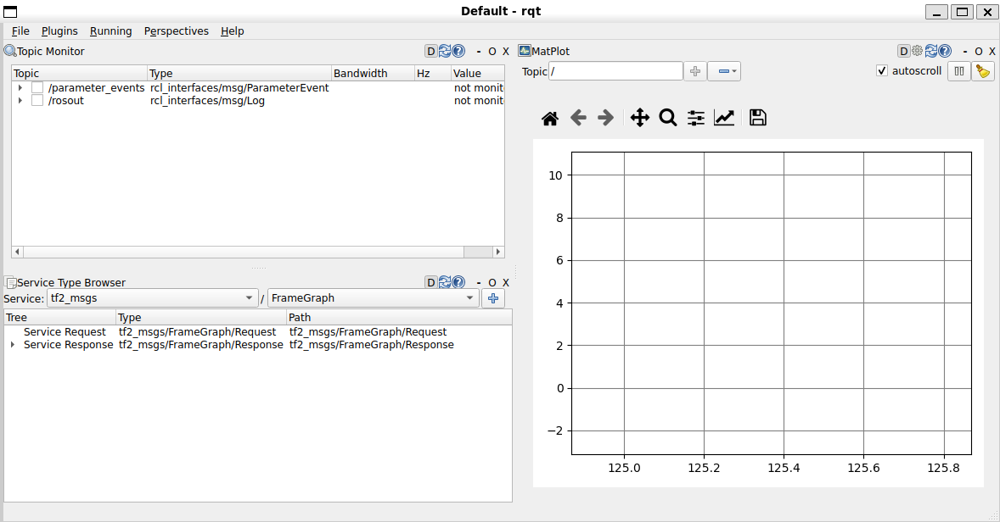 Default - rqt
File Plugins Running Perspectives Help
Topic Monitor D ? - O X
Topic Type Bandwidth Hz Value
/parameter_events rcl_interfaces/msg/ParameterEvent not monit
/rosout rcl_interfaces/msg/Log not monit
Service Type Browser D ? - O X
Service: tf2_msgs / FrameGraph
Tree Type Path
Service Request tf2_msgs/FrameGraph/Request tf2_msgs/FrameGraph/Request
Service Response tf2_msgs/FrameGraph/Response tf2_msgs/FrameGraph/Response
MatPlot D ? - O X
Topic / autoscroll
10
8
6
4
2
0
−2
125.0 125.2 125.4 125.6 125.8